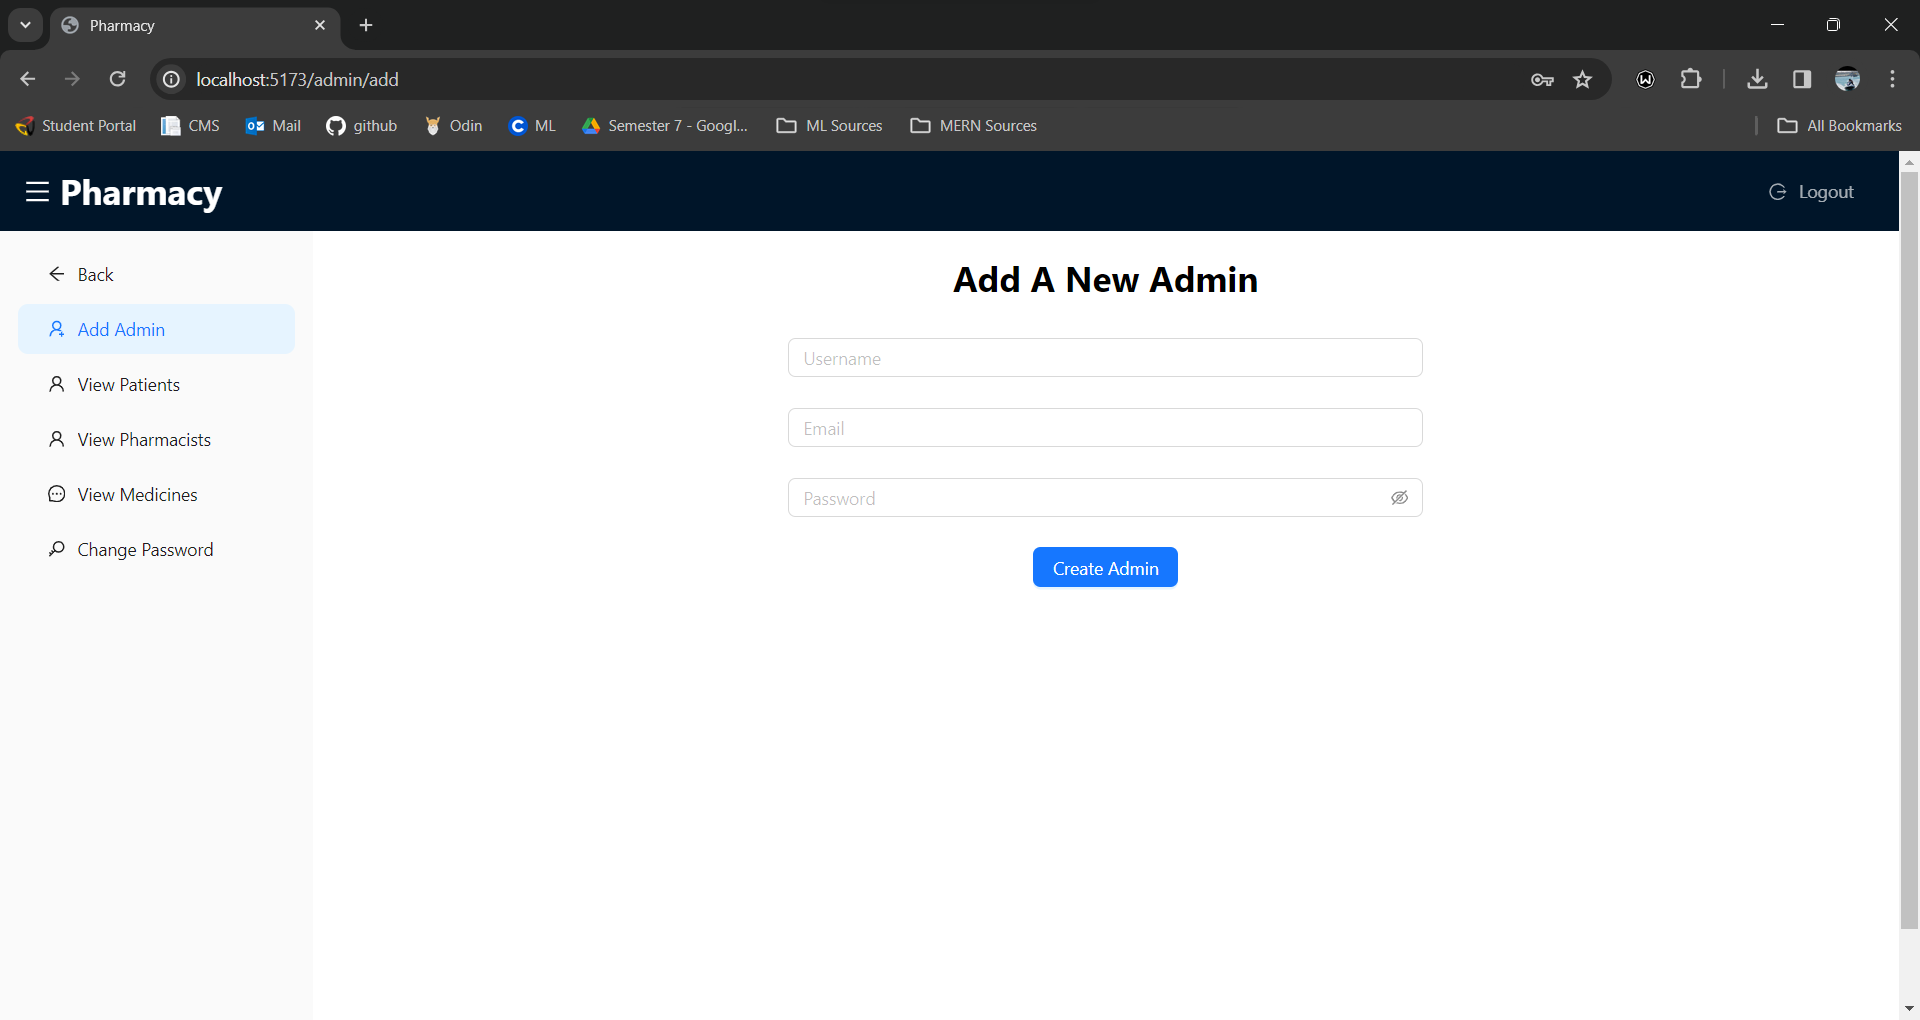 Pharmacy
localhost:5173/admin/add
Student Portal CMS Mail github Odin ML Semester 7 - Googl... ML Sources MERN Sources All Bookmarks
Pharmacy Logout
Back
Add Admin
View Patients
View Pharmacists
View Medicines
Change Password
Add A New Admin
Username
Email
Password
Create Admin